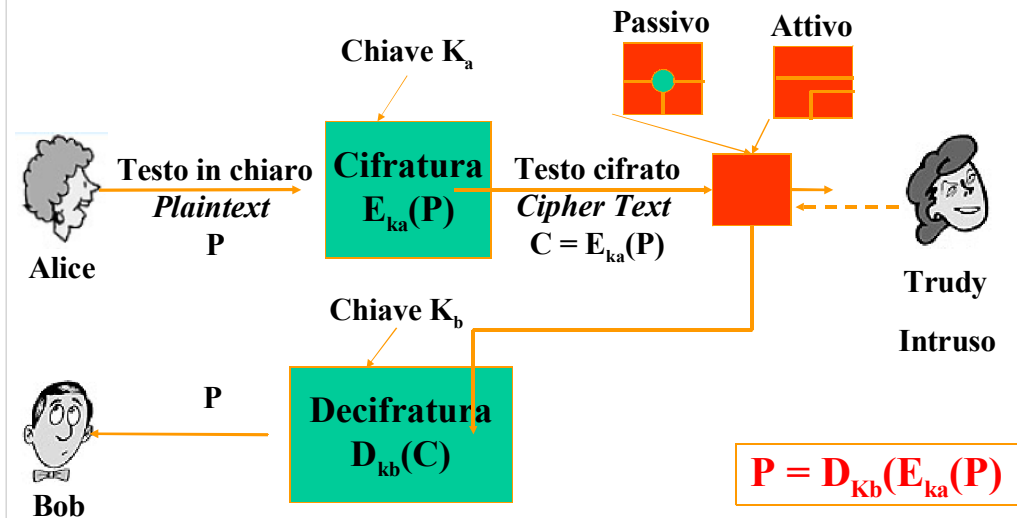 Passivo
Attivo
Chiave Ka
Testo in chiaro
Plaintext
P
Alice
Cifratura
Eka(P)
Testo cifrato
Cipher Text
C = Eka(P)
Trudy
Intruso
Chiave Kb
P
Bob
Decifratura
Dkb(C)
P = DKb(Eka(P)